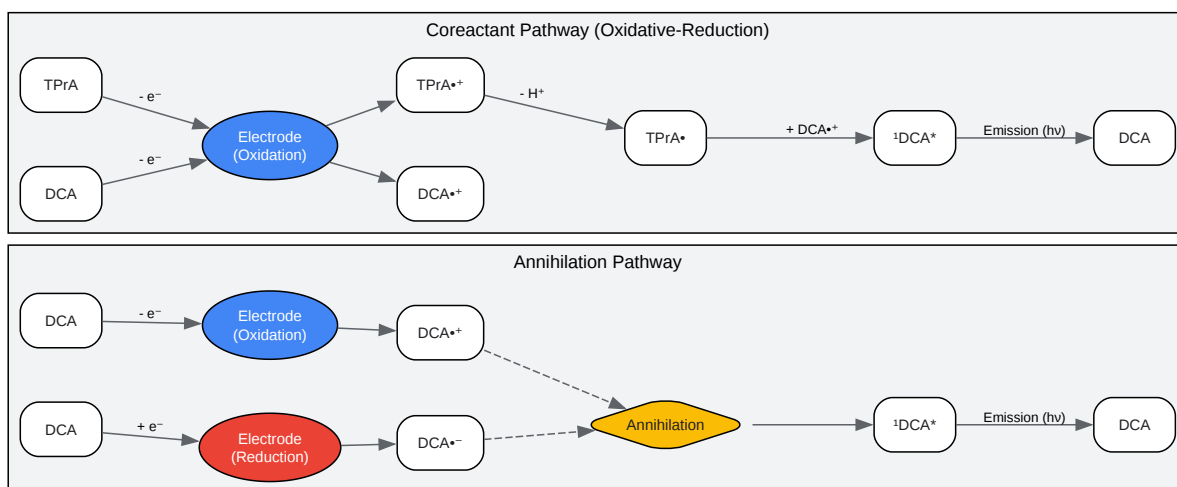 Coreactant Pathway (Oxidative-Reduction)
TPrA
- e⁻
DCA
- e⁻
Electrode
(Oxidation)
TPrA•⁺
DCA•⁺
- H⁺
TPrA•
+ DCA•⁺
¹DCA*
Emission (hν)
DCA
Annihilation Pathway
DCA
- e⁻
Electrode
(Oxidation)
DCA•⁺
DCA
+ e⁻
Electrode
(Reduction)
DCA•⁻
Annihilation
¹DCA*
Emission (hν)
DCA